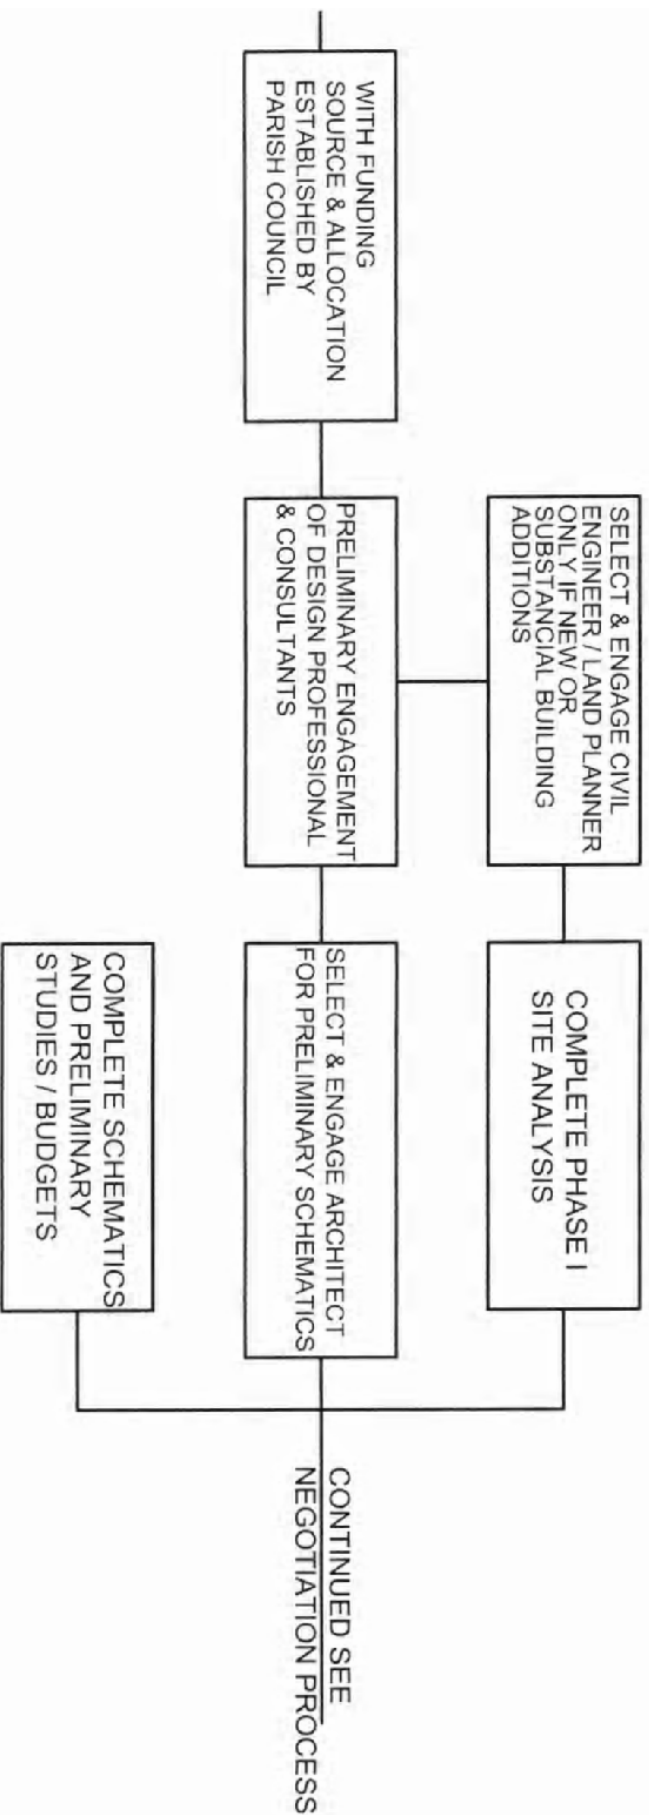 WITH FUNDING
SOURCE & ALLOCATION
ESTABLISHED BY
PARISH COUNCIL
SELECT & ENGAGE CIVIL
ENGINEER / LAND PLANNER
ONLY IF NEW OR
SUBSTANCIAL BUILDING
ADDITIONS
PRELIMINARY ENGAGEMENT
OF DESIGN PROFESSIONAL
& CONSULTANTS
COMPLETE PHASE I
SITE ANALYSIS
SELECT & ENGAGE ARCHITECT
FOR PRELIMINARY SCHEMATICS
COMPLETE SCHEMATICS
AND PRELIMINARY
STUDIES / BUDGETS
CONTINUED SEE
NEGOTIATION PROCESS